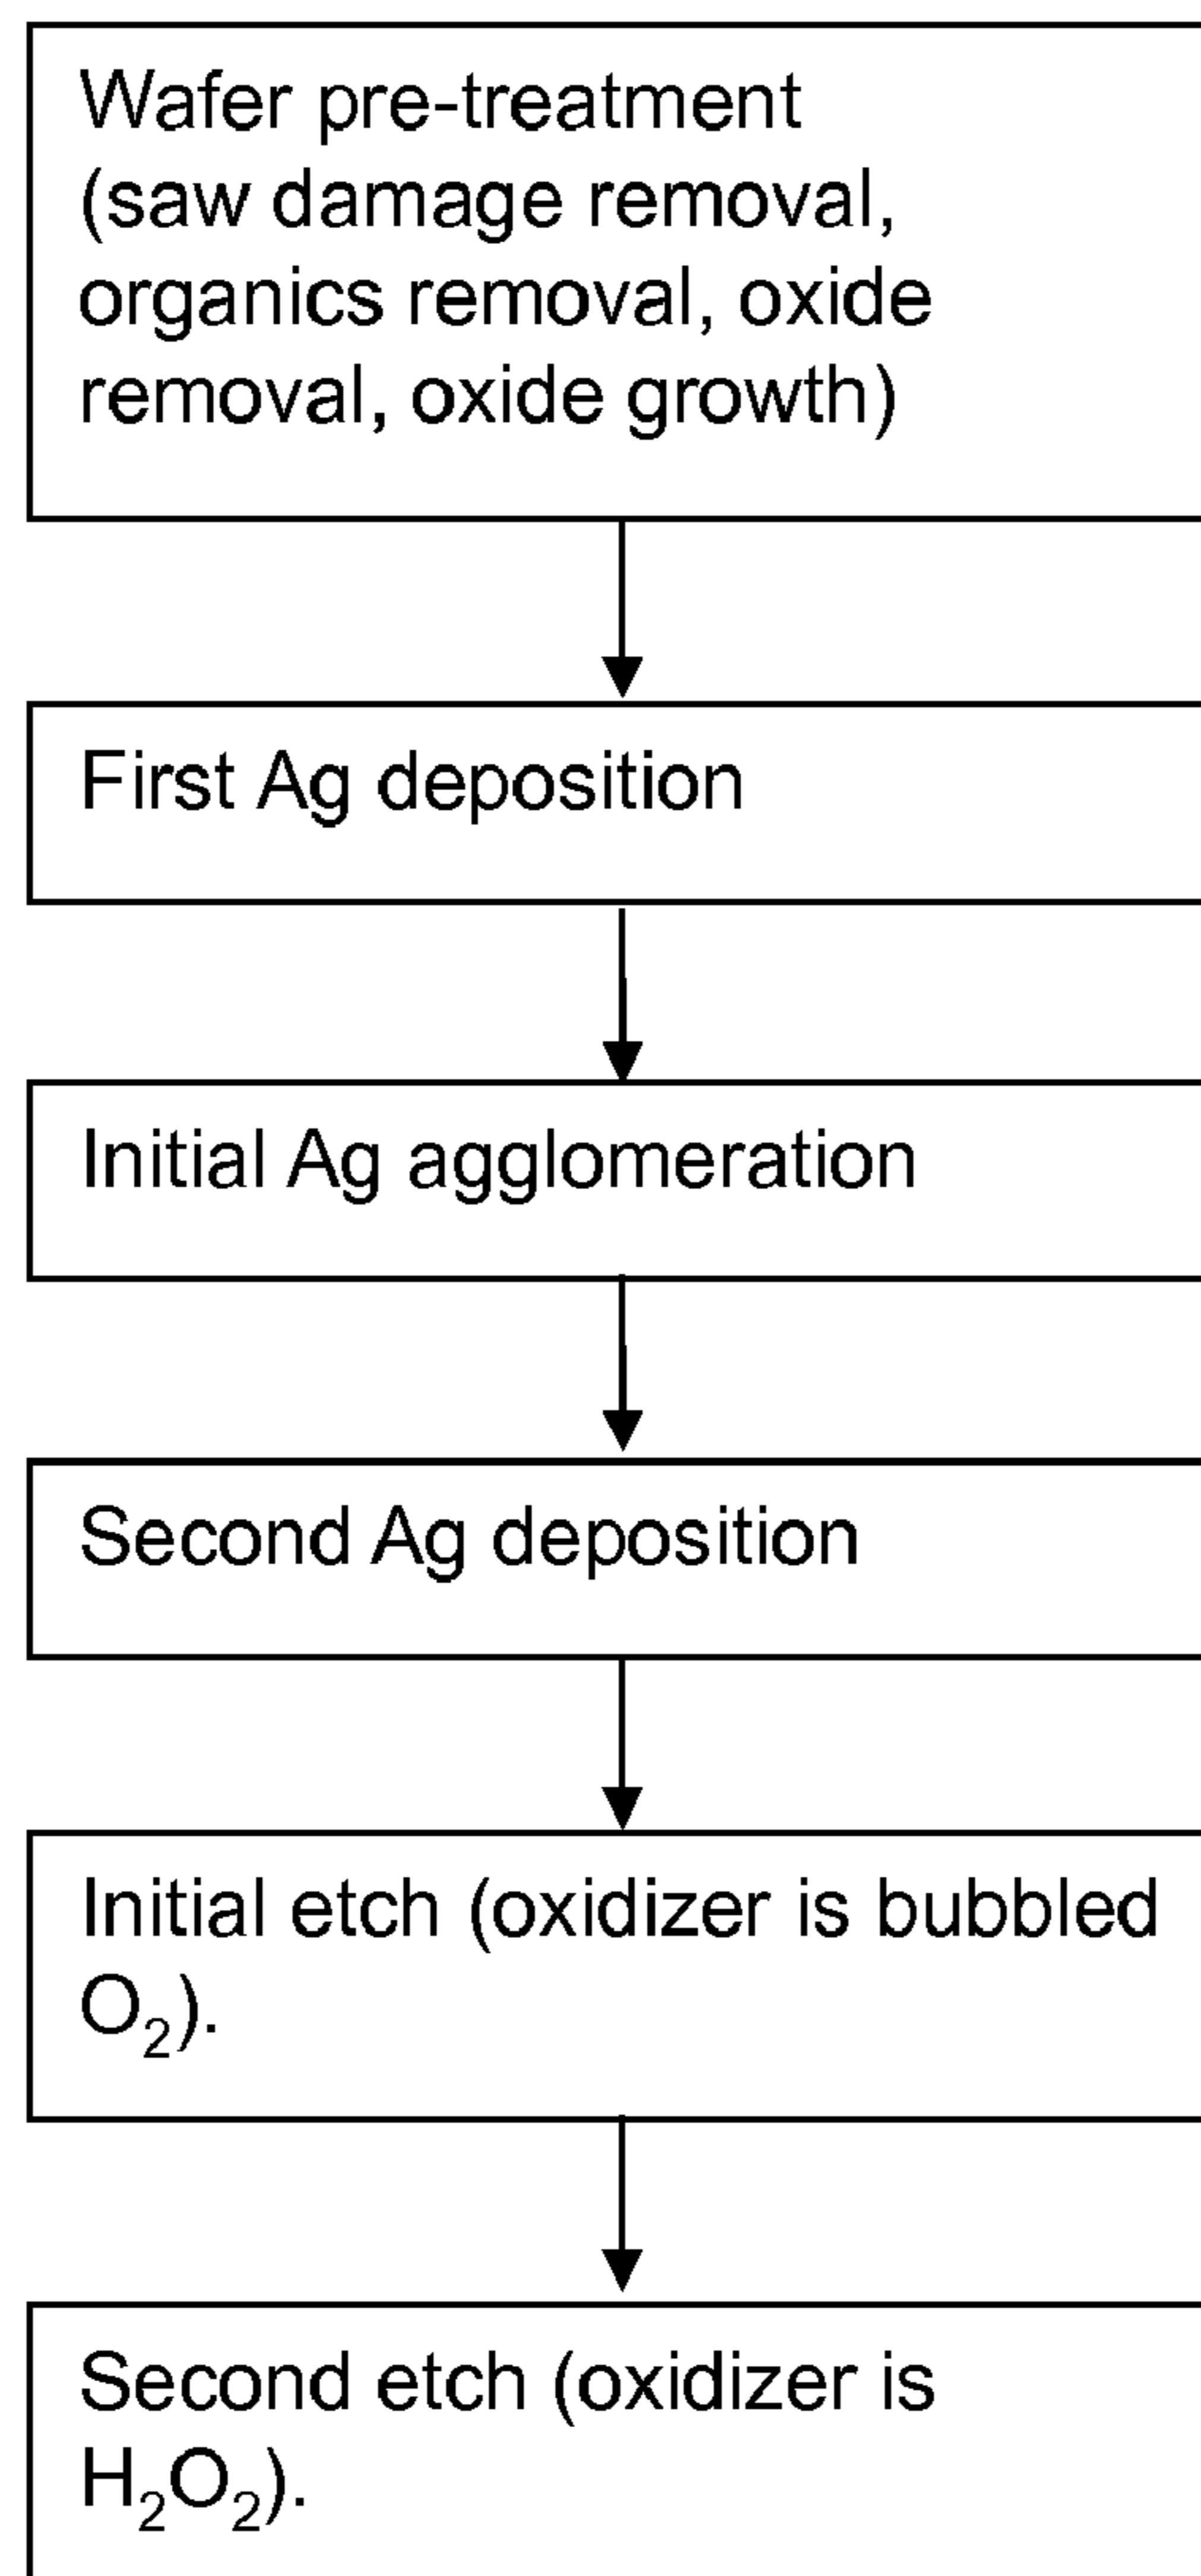 Wafer pre-treatment
(saw damage removal,
organics removal, oxide
removal, oxide growth)
First Ag deposition
Initial Ag agglomeration
Second Ag deposition
Initial etch (oxidizer is bubbled
O₂).
Second etch (oxidizer is
H₂O₂).